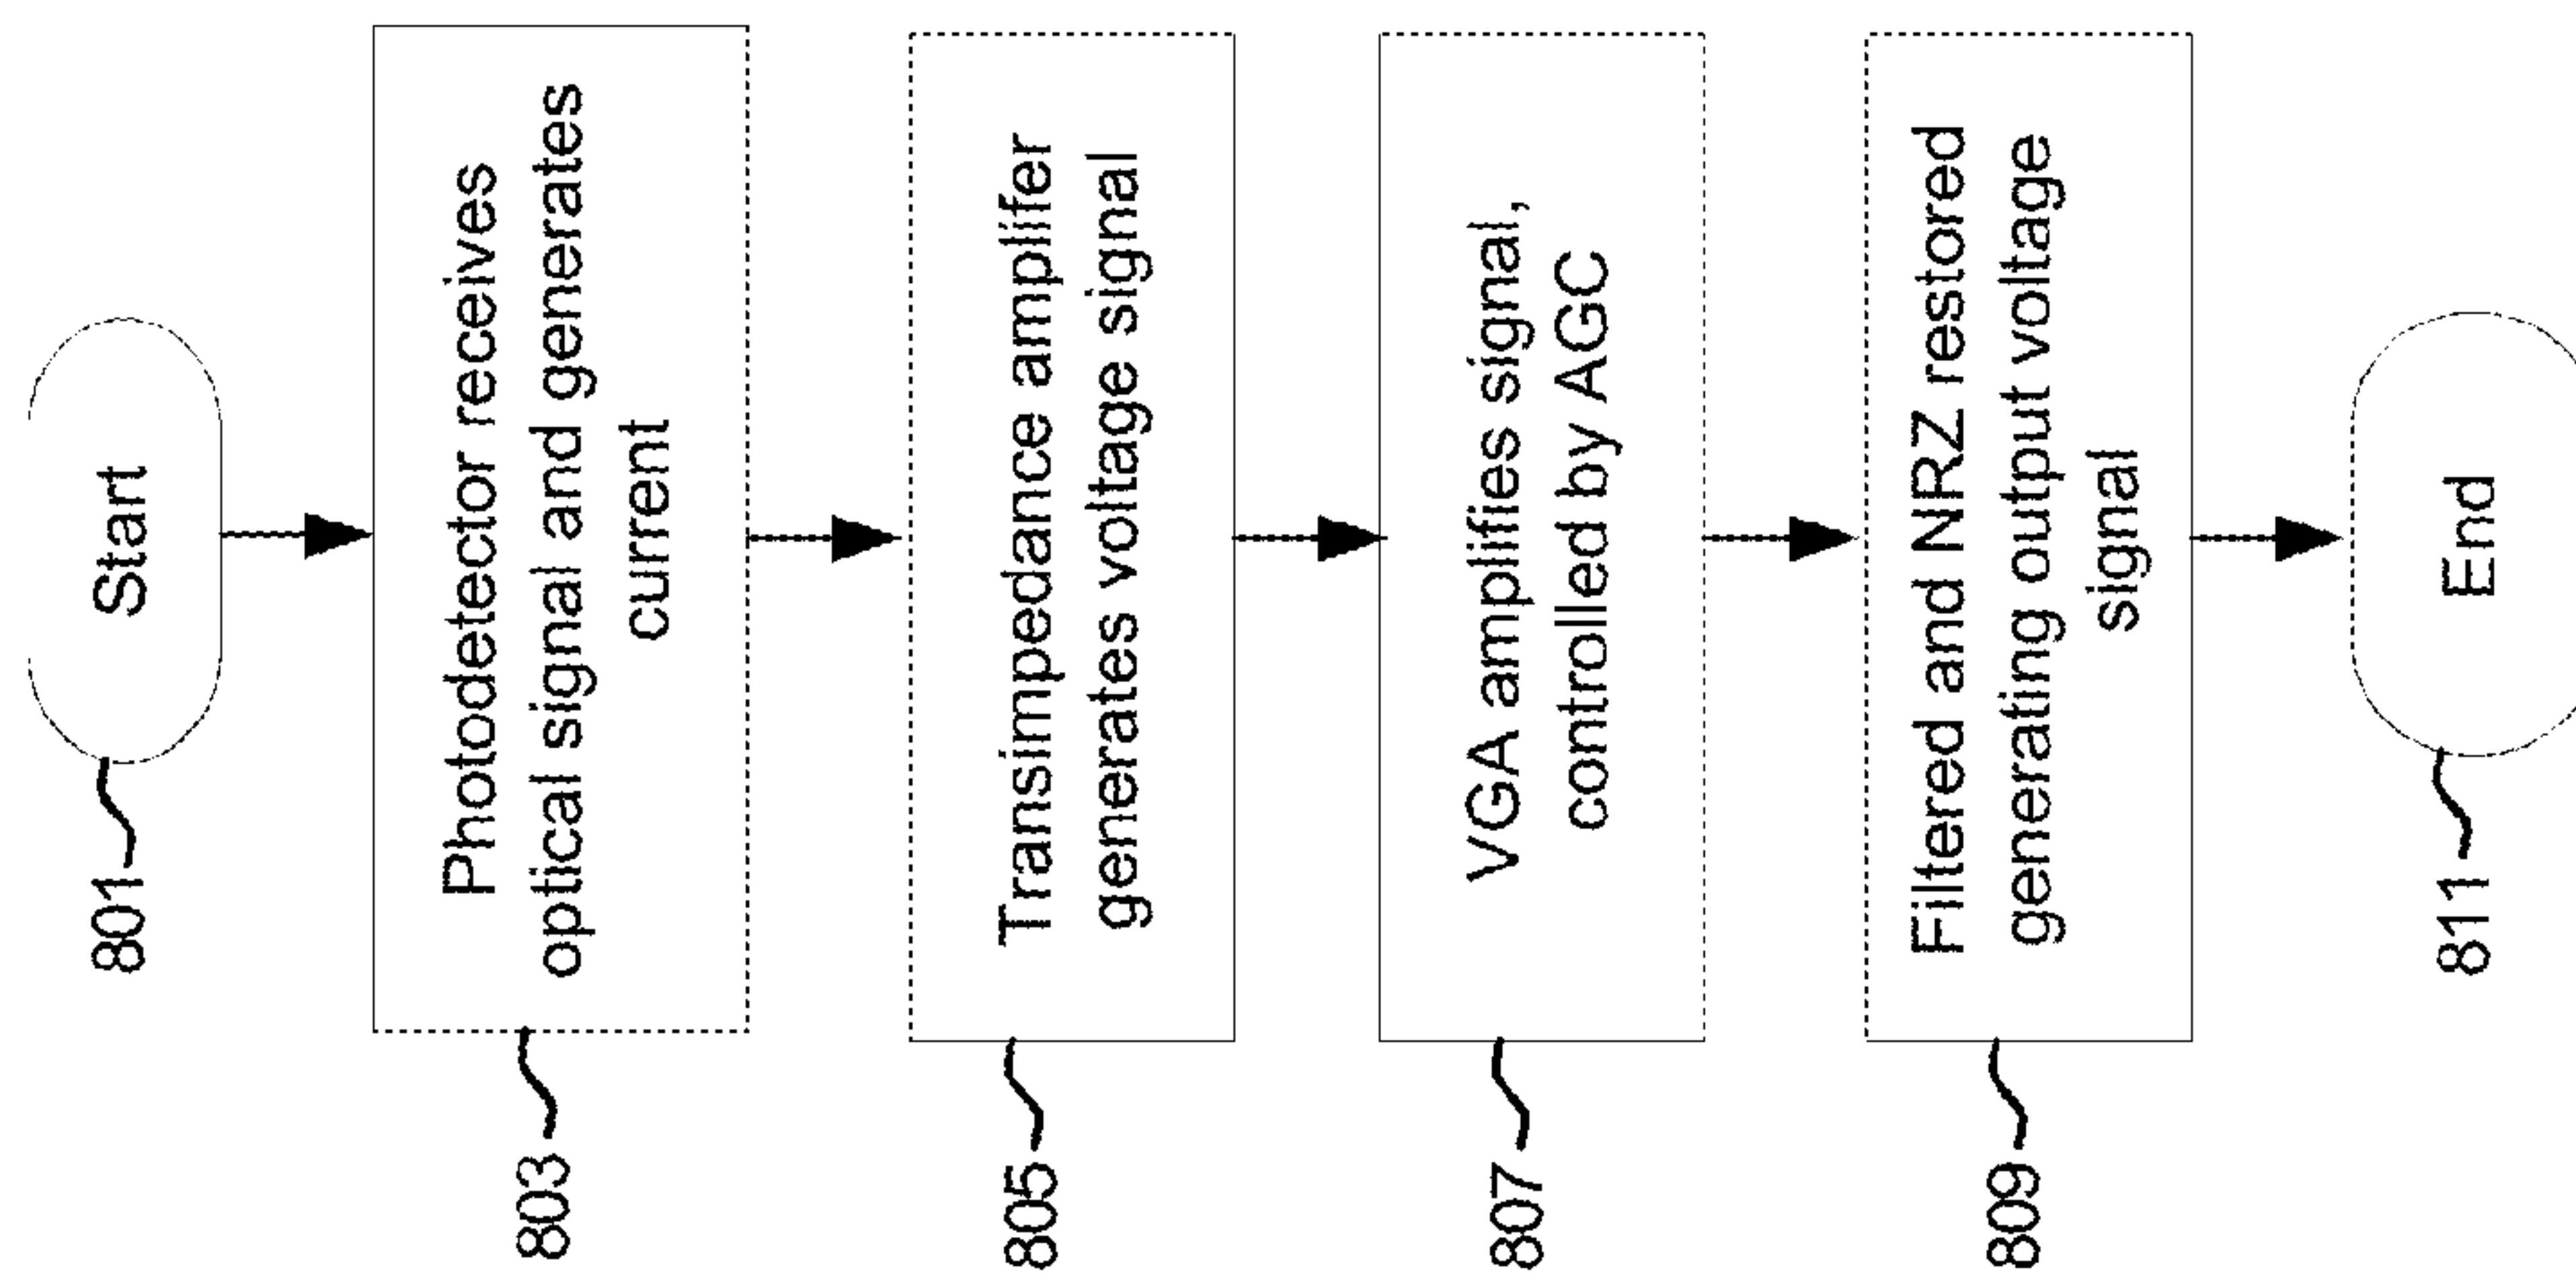 801
Start
803
Photodetector receives
optical signal and generates
current
805
Transimpedance amplifer
generates voltage signal
807
VGA amplifies signal,
controlled by AGC
809
Filtered and NRZ restored
generating output voltage
signal
811
End